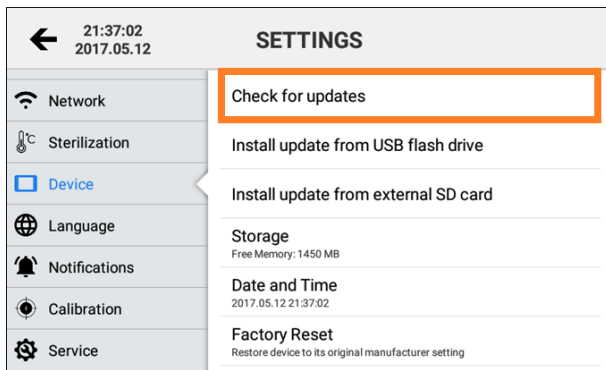 21:37:02
2017.05.12
SETTINGS
Network
°C Sterilization
Device
Language
Notifications
Calibration
Service
Check for updates
Install update from USB flash drive
Install update from external SD card
Storage
Free Memory: 1450 MB
Date and Time
2017.05.12 21:37:02
Factory Reset
Restore device to its original manufacturer setting